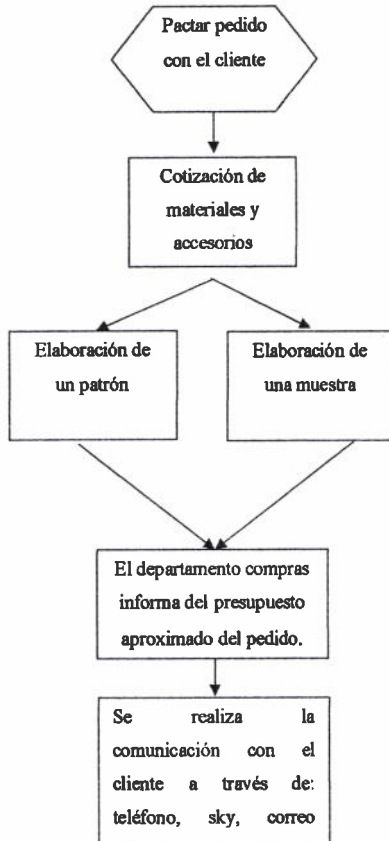 Pactar pedido
con el cliente
Cotización de
materiales y
accesorios
Elaboración de
un patrón
Elaboración de
una muestra
El departamento compras
informa del presupuesto
aproximado del pedido.
Se realiza la
comunicación con el
cliente a través de:
teléfono, sky, correo